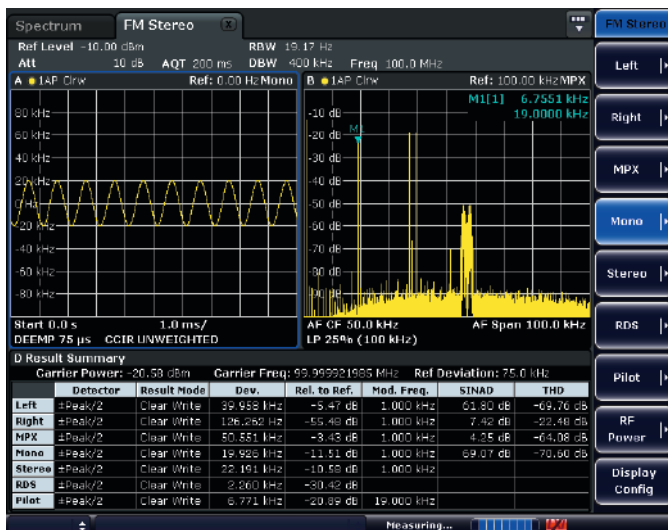 Spectrum FM Stereo X FM Stereo
Ref Level -10.00 dBm RBW 19.17 Hz
Att 10 dB AQT 200 ms DBW 400 kHz Freq 100.0 MHz
A 1AP Clrw Ref: 0.00 Hz Mono
80 kHz
60 kHz
40 kHz
20 kHz
0 Hz
-20 kHz
-40 kHz
-60 kHz
-80 kHz
Start 0.0 s 1.0 ms/
DEEMP 75 µs CCIR UNWEIGHTED
B 1AP Clrw Ref: 100.00 kHz MPX
M1[1] 6.7551 kHz
19.0000 kHz
-10 dB
-20 dB
M1
-30 dB
-40 dB
-50 dB
-60 dB
-70 dB
-80 dB
AF CF 50.0 kHz AF Span 100.0 kHz
LP 25% (100 kHz)
D Result Summary
Carrier Power: -20.58 dBm Carrier Freq: 99.999921985 MHz Ref Deviation: 75.0 kHz
Detector Result Mode Dev. Rel. to Ref. Mod. Freq. SINAD THD
Left ±Peak/2 Clear Write 39.958 kHz -5.47 dB 1.000 kHz 61.80 dB -69.76 dB
Right ±Peak/2 Clear Write 126.262 Hz -55.48 dB 1.000 kHz 7.42 dB -22.48 dB
MPX ±Peak/2 Clear Write 50.551 kHz -3.43 dB 1.000 kHz 4.25 dB -64.08 dB
Mono ±Peak/2 Clear Write 19.926 kHz -11.51 dB 1.000 kHz 69.07 dB -70.60 dB
Stereo ±Peak/2 Clear Write 22.191 kHz -10.58 dB 1.000 kHz
RDS ±Peak/2 Clear Write 2.260 kHz -30.42 dB
Pilot ±Peak/2 Clear Write 6.771 kHz -20.89 dB 19.000 kHz
Measuring...
Left
Right
MPX
Mono
Stereo
RDS
Pilot
RF
Power
Display
Config